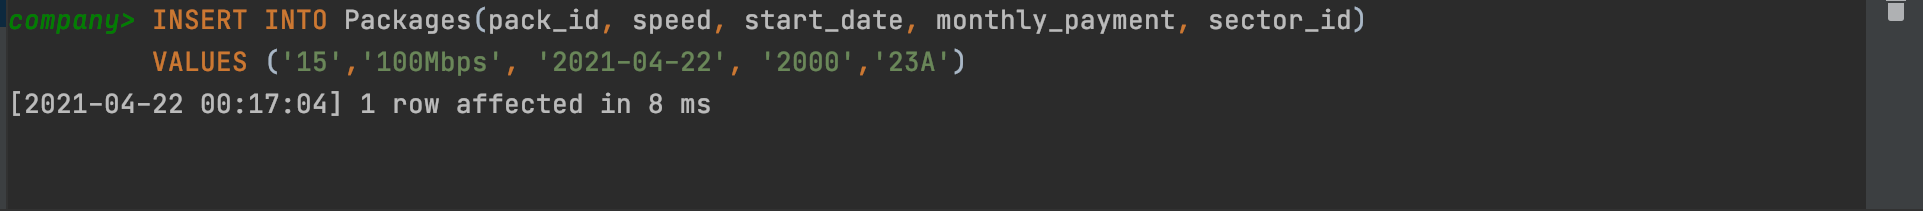 company> INSERT INTO Packages(pack_id, speed, start_date, monthly_payment, sector_id)
VALUES ('15','100Mbps', '2021-04-22', '2000','23A')
[2021-04-22 00:17:04] 1 row affected in 8 ms